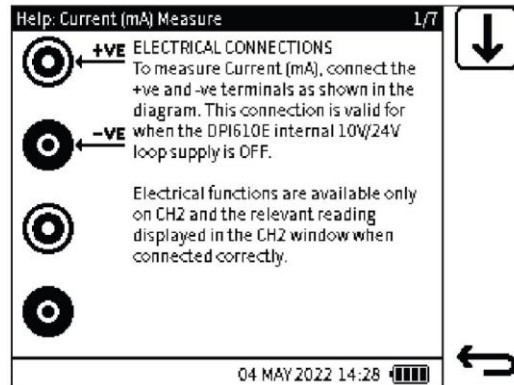 Help: Current (mA) Measure 1/7
+VE ELECTRICAL CONNECTIONS
To measure Current (mA), connect the
+ve and -ve terminals as shown in the
diagram. This connection is valid for
-VE when the DPI610E internal 10V/24V
loop supply is OFF.
Electrical functions are available only
on CH2 and the relevant reading
displayed in the CH2 window when
connected correctly.
04 MAY 2022 14:28